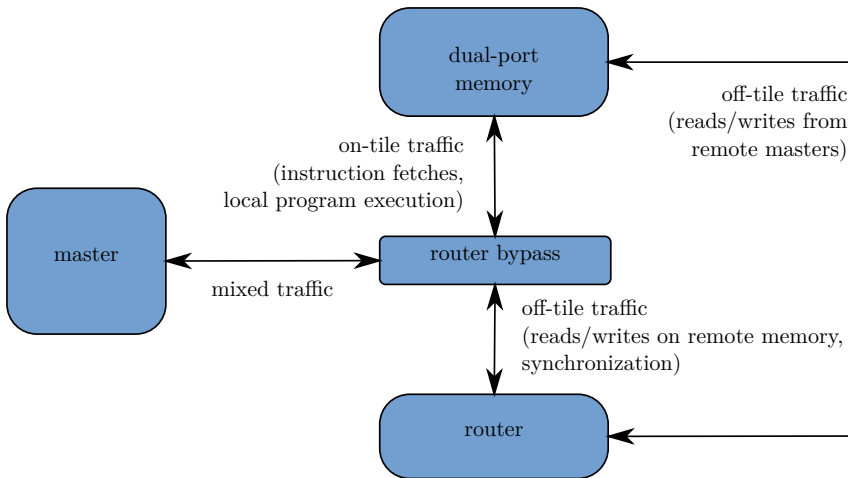 dual-port
memory
off-tile traffic
(reads/writes from
remote masters)
on-tile traffic
(instruction fetches,
local program execution)
master
router bypass
mixed traffic
off-tile traffic
(reads/writes on remote memory,
synchronization)
router